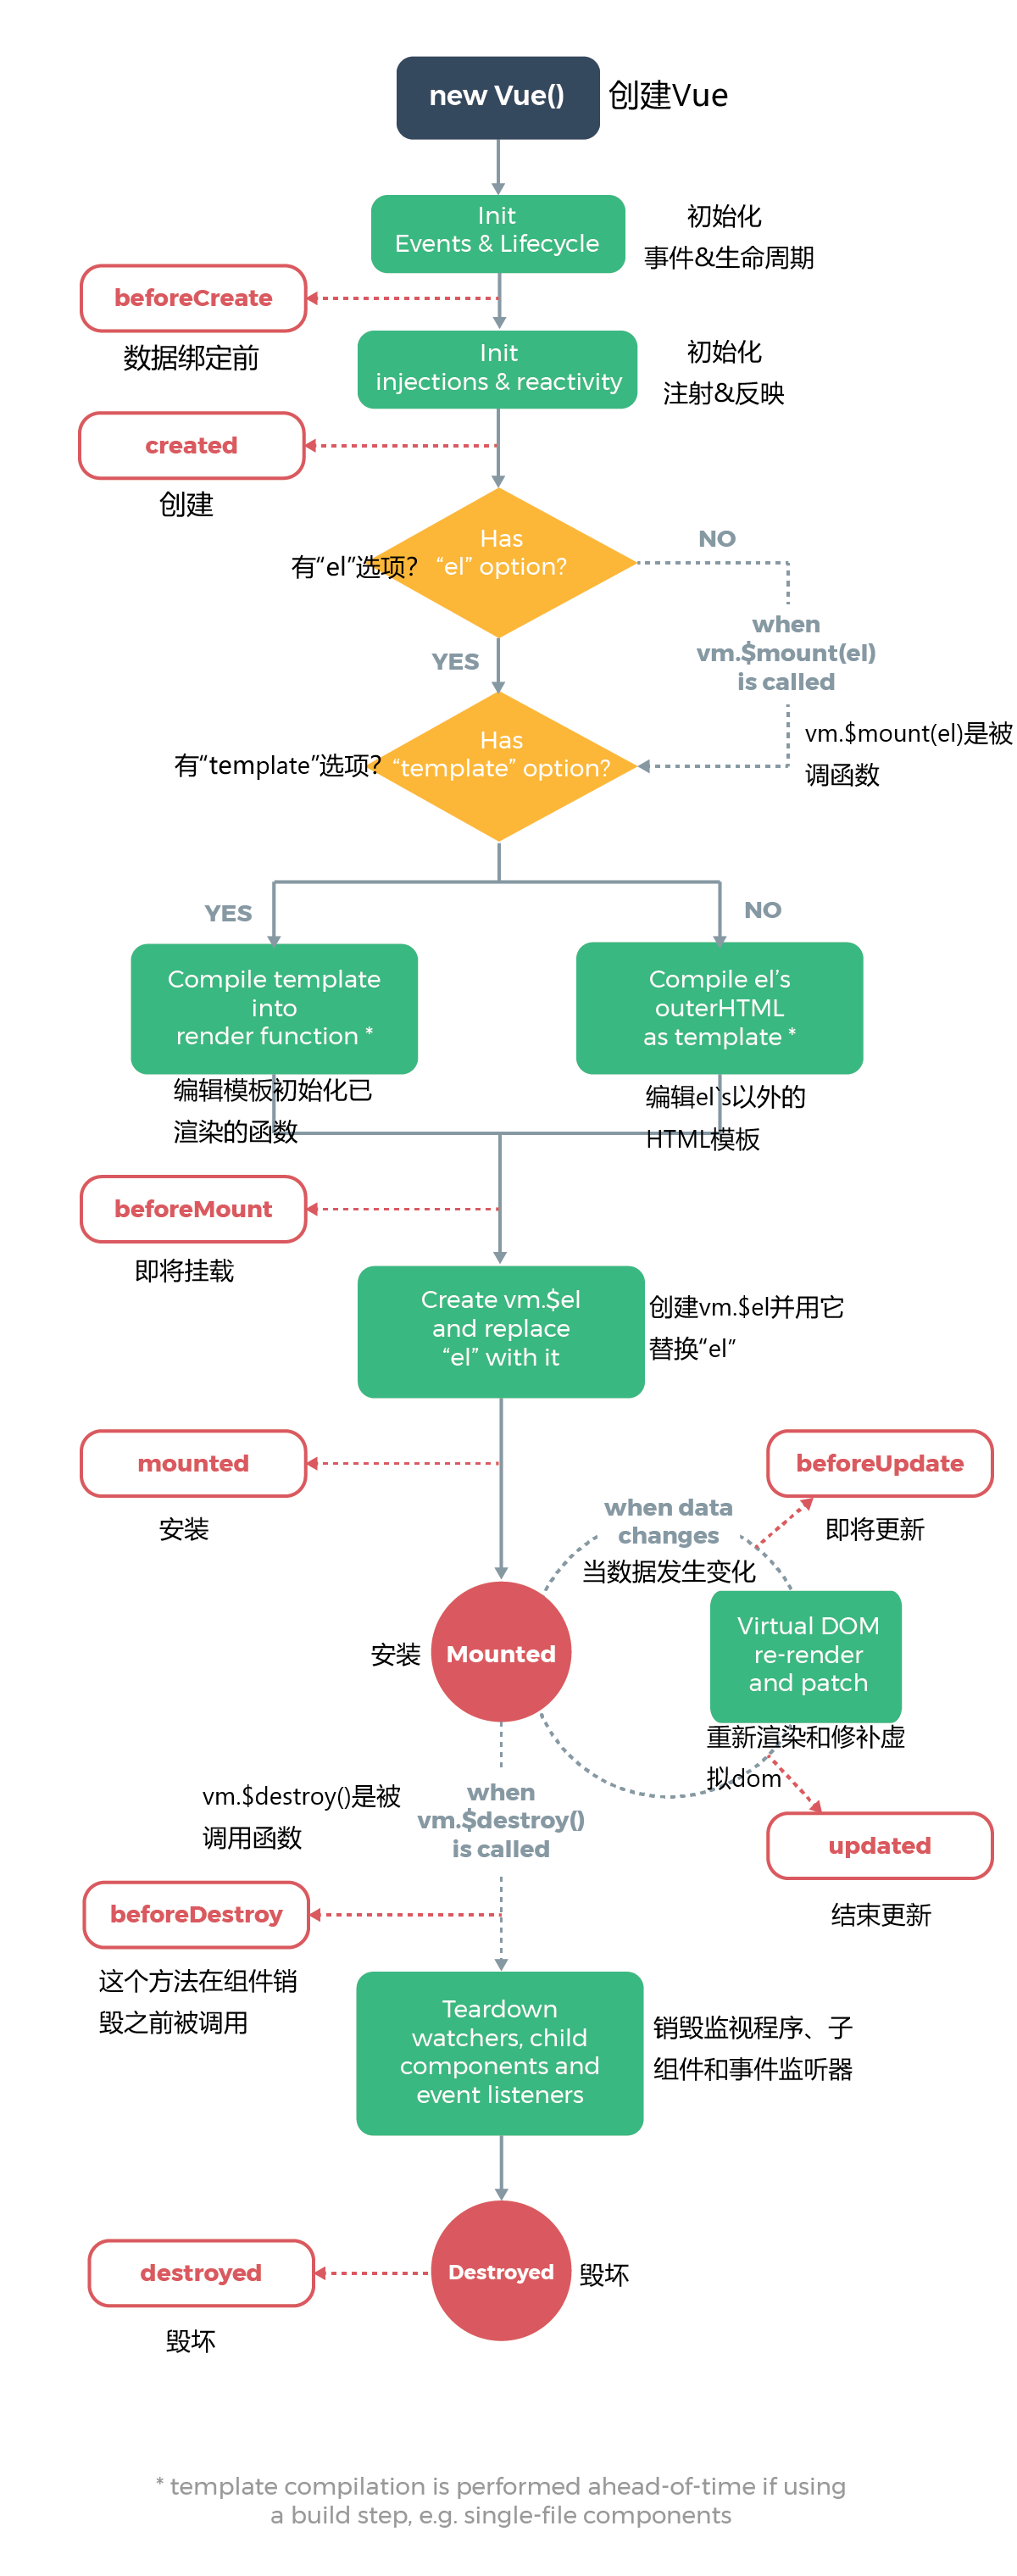 new Vue()
创建Vue
Init
Events & Lifecycle
初始化
事件&生命周期
beforeCreate
数据绑定前
Init
injections & reactivity
初始化
注射&反映
created
创建
Has
“el” option?
有“el”选项?
NO
when
vm.$mount(el)
is called
YES
vm.$mount(el)是被
调函数
Has
“template” option?
有“template”选项?
YES
NO
Compile template
into
render function *
Compile el’s
outerHTML
as template *
编辑模板初始化已
渲染的函数
编辑el`s以外的
HTML模板
beforeMount
即将挂载
Create vm.$el
and replace
“el” with it
创建vm.$el并用它
替换“el”
mounted
安装
beforeUpdate
即将更新
when data
changes
当数据发生变化
Mounted
安装
Virtual DOM
re-render
and patch
重新渲染和修补虚
拟dom
vm.$destroy()是被
调用函数
when
vm.$destroy()
is called
updated
结束更新
beforeDestroy
这个方法在组件销
毁之前被调用
Teardown
watchers, child
components and
event listeners
销毁监视程序、子
组件和事件监听器
destroyed
毁坏
Destroyed
毁坏
* template compilation is performed ahead-of-time if using
a build step, e.g. single-file components